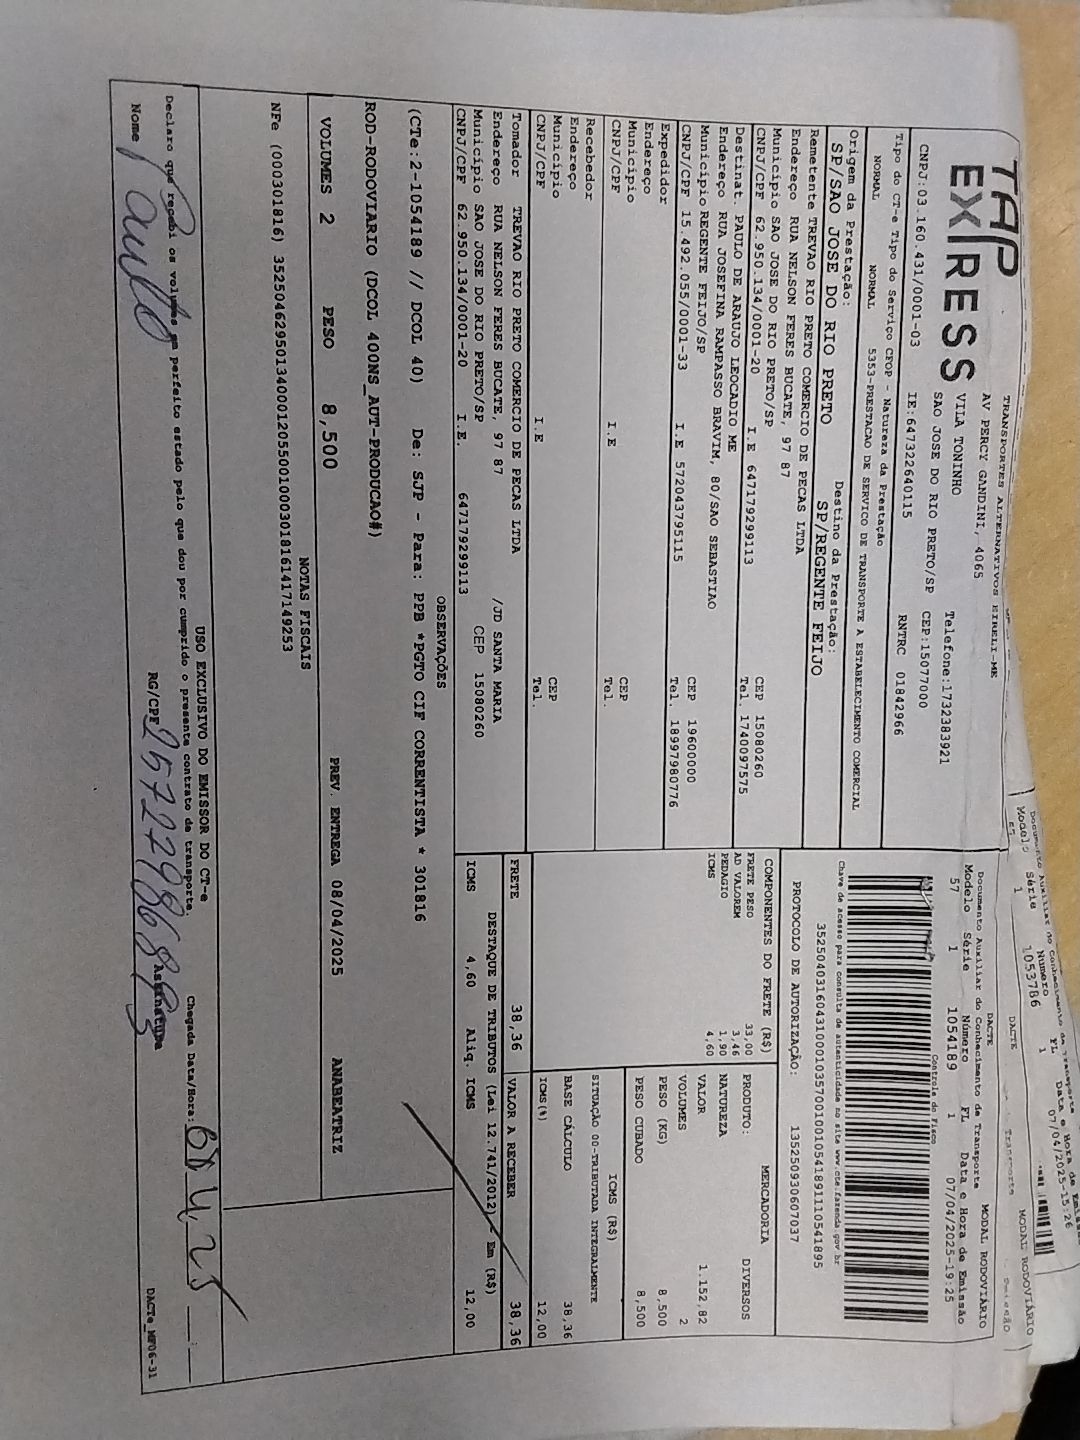 TAP
EXPRESS
TRANSPORTES ALTERNATIVOS EIRELI-ME
AV PERCY GANDINI, 4065
VILA TONINHO
SAO JOSE DO RIO PRETO/SP
Telefone:1732383921
CEP:15077000
CNPJ:03.160.431/0001-03
IE:647322640115
RNTRC 01842966
Tipo do CT-e Tipo do Serviço CFOP - Natureza da Prestação
NORMAL NORMAL 5353-PRESTACAO DE SERVICO DE TRANSPORTE A ESTABELECIMENTO COMERCIAL
Origem da Prestação: Destino da Prestação:
SP/SAO JOSE DO RIO PRETO SP/REGENTE FEIJO
Remetente TREVAO RIO PRETO COMERCIO DE PECAS LTDA
Endereço RUA NELSON FERES BUCATE, 97 87
Município SAO JOSE DO RIO PRETO/SP CEP 15080260
CNPJ/CPF 62.950.134/0001-20 I.E 647179299113 Tel. 1740097575
Destinat. PAULO DE ARAUJO LEOCADIO ME
Endereço RUA JOSEFINA RAMPASSO BRAVIM, 80/SAO SEBASTIAO
Município REGENTE FEIJO/SP CEP 19600000
CNPJ/CPF 15.492.055/0001-33 I.E 572043795115 Tel. 18997980776
Expedidor
Endereço
Município CEP
CNPJ/CPF I.E Tel.
Recebedor
Endereço
Município CEP
CNPJ/CPF I.E Tel.
Tomador TREVAO RIO PRETO COMERCIO DE PECAS LTDA
Endereço RUA NELSON FERES BUCATE, 97 87 /JD SANTA MARIA
Município SAO JOSE DO RIO PRETO/SP CEP 15080260
CNPJ/CPF 62.950.134/0001-20 I.E. 647179299113
Número
1 1053786 1
07/04/2025-15:26
DACTE
MODAL RODOVIÁRIO
DACTE MODAL RODOVIÁRIO
Documento Auxiliar do Conhecimento de Transporte
Modelo Série Número FL Data e Hora de Emissão
57 1 1054189 1 07/04/2025-19:25
Controle do Fisco
Chave de acesso para consulta de autenticidade no site www.cte.fazenda.gov.br
35250403160431000103570010010541891110541895
PROTOCOLO DE AUTORIZAÇÃO: 135250930607037
COMPONENTES DO FRETE (R$)
FRETE PESO 33,00
AD VALOREM 3,46
PEDAGIO 1,90
ICMS 4,60
MERCADORIA
PRODUTO: DIVERSOS
NATUREZA
VALOR 1.152,82
VOLUMES 2
PESO (KG) 8,500
PESO CUBADO 8,500
ICMS (R$)
SITUAÇÃO 00-TRIBUTADA INTEGRALMENTE
BASE CÁLCULO 38,36
ICMS(%) 12,00
FRETE 38,36 VALOR A RECEBER 38,36
DESTAQUE DE TRIBUTOS (Lei 12.741/2012) - Em (R$)
ICMS 4,60 Aliq. ICMS 12,00
OBSERVAÇÕES
(CTe:2-1054189 // DCOL 40) De: SJP - Para: PPB *PGTO CIF CORRENTISTA * 301816
ROD-RODOVIARIO (DCOL 400NS_AUT-PRODUCAO#)
VOLUMES 2 PESO 8,500 PREV. ENTREGA 08/04/2025 ANABEATRIZ
NOTAS FISCAIS
NFe (000301816) 35250462950134000120550010003018161417149253
USO EXCLUSIVO DO EMISSOR DO CT-e
Declaro que recebi os volumes em perfeito estado pelo que dou por cumprido o presente contrato de transporte.
Chegada Data/Hora:
Nome Paulo RG/CPF Assinatura
DACTe_MF06-31